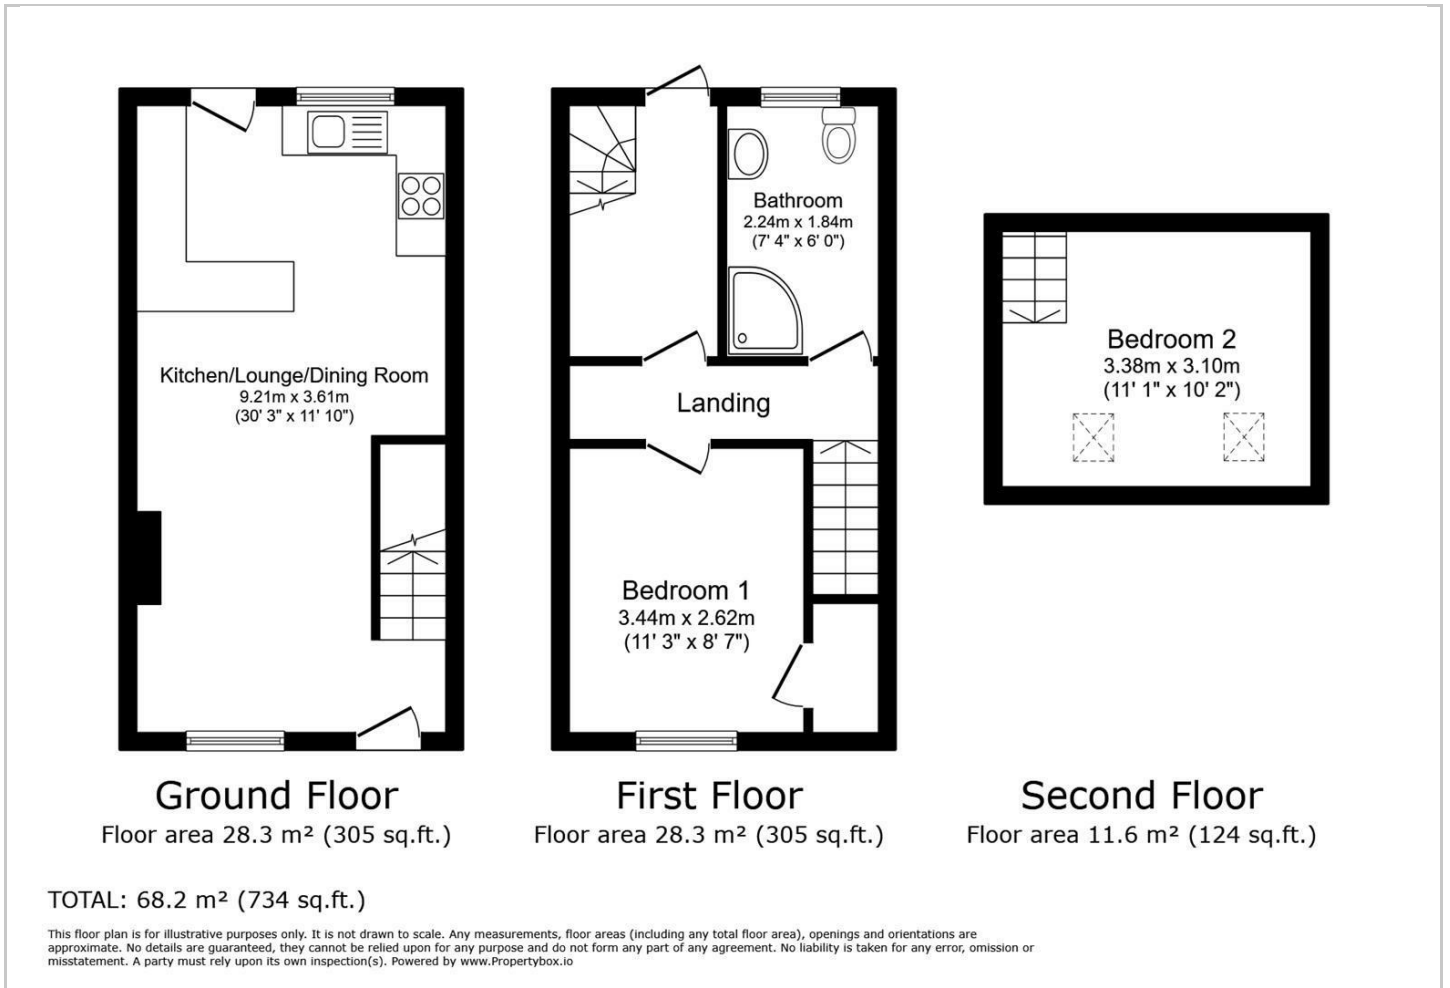 Bathroom
2.24m x 1.84m
(7' 4" x 6' 0")
Kitchen/Lounge/Dining Room
9.21m x 3.61m
(30' 3" x 11' 10")
Landing
Bedroom 2
3.38m x 3.10m
(11' 1" x 10' 2")
Bedroom 1
3.44m x 2.62m
(11' 3" x 8' 7")
Ground Floor
Floor area 28.3 m² (305 sq.ft.)
First Floor
Floor area 28.3 m² (305 sq.ft.)
Second Floor
Floor area 11.6 m² (124 sq.ft.)
TOTAL: 68.2 m² (734 sq.ft.)
This floor plan is for illustrative purposes only. It is not drawn to scale. Any measurements, floor areas (including any total floor area), openings and orientations are
approximate. No details are guaranteed, they cannot be relied upon for any purpose and do not form any part of any agreement. No liability is taken for any error, omission or
misstatement. A party must rely upon its own inspection(s). Powered by www.Propertybox.io